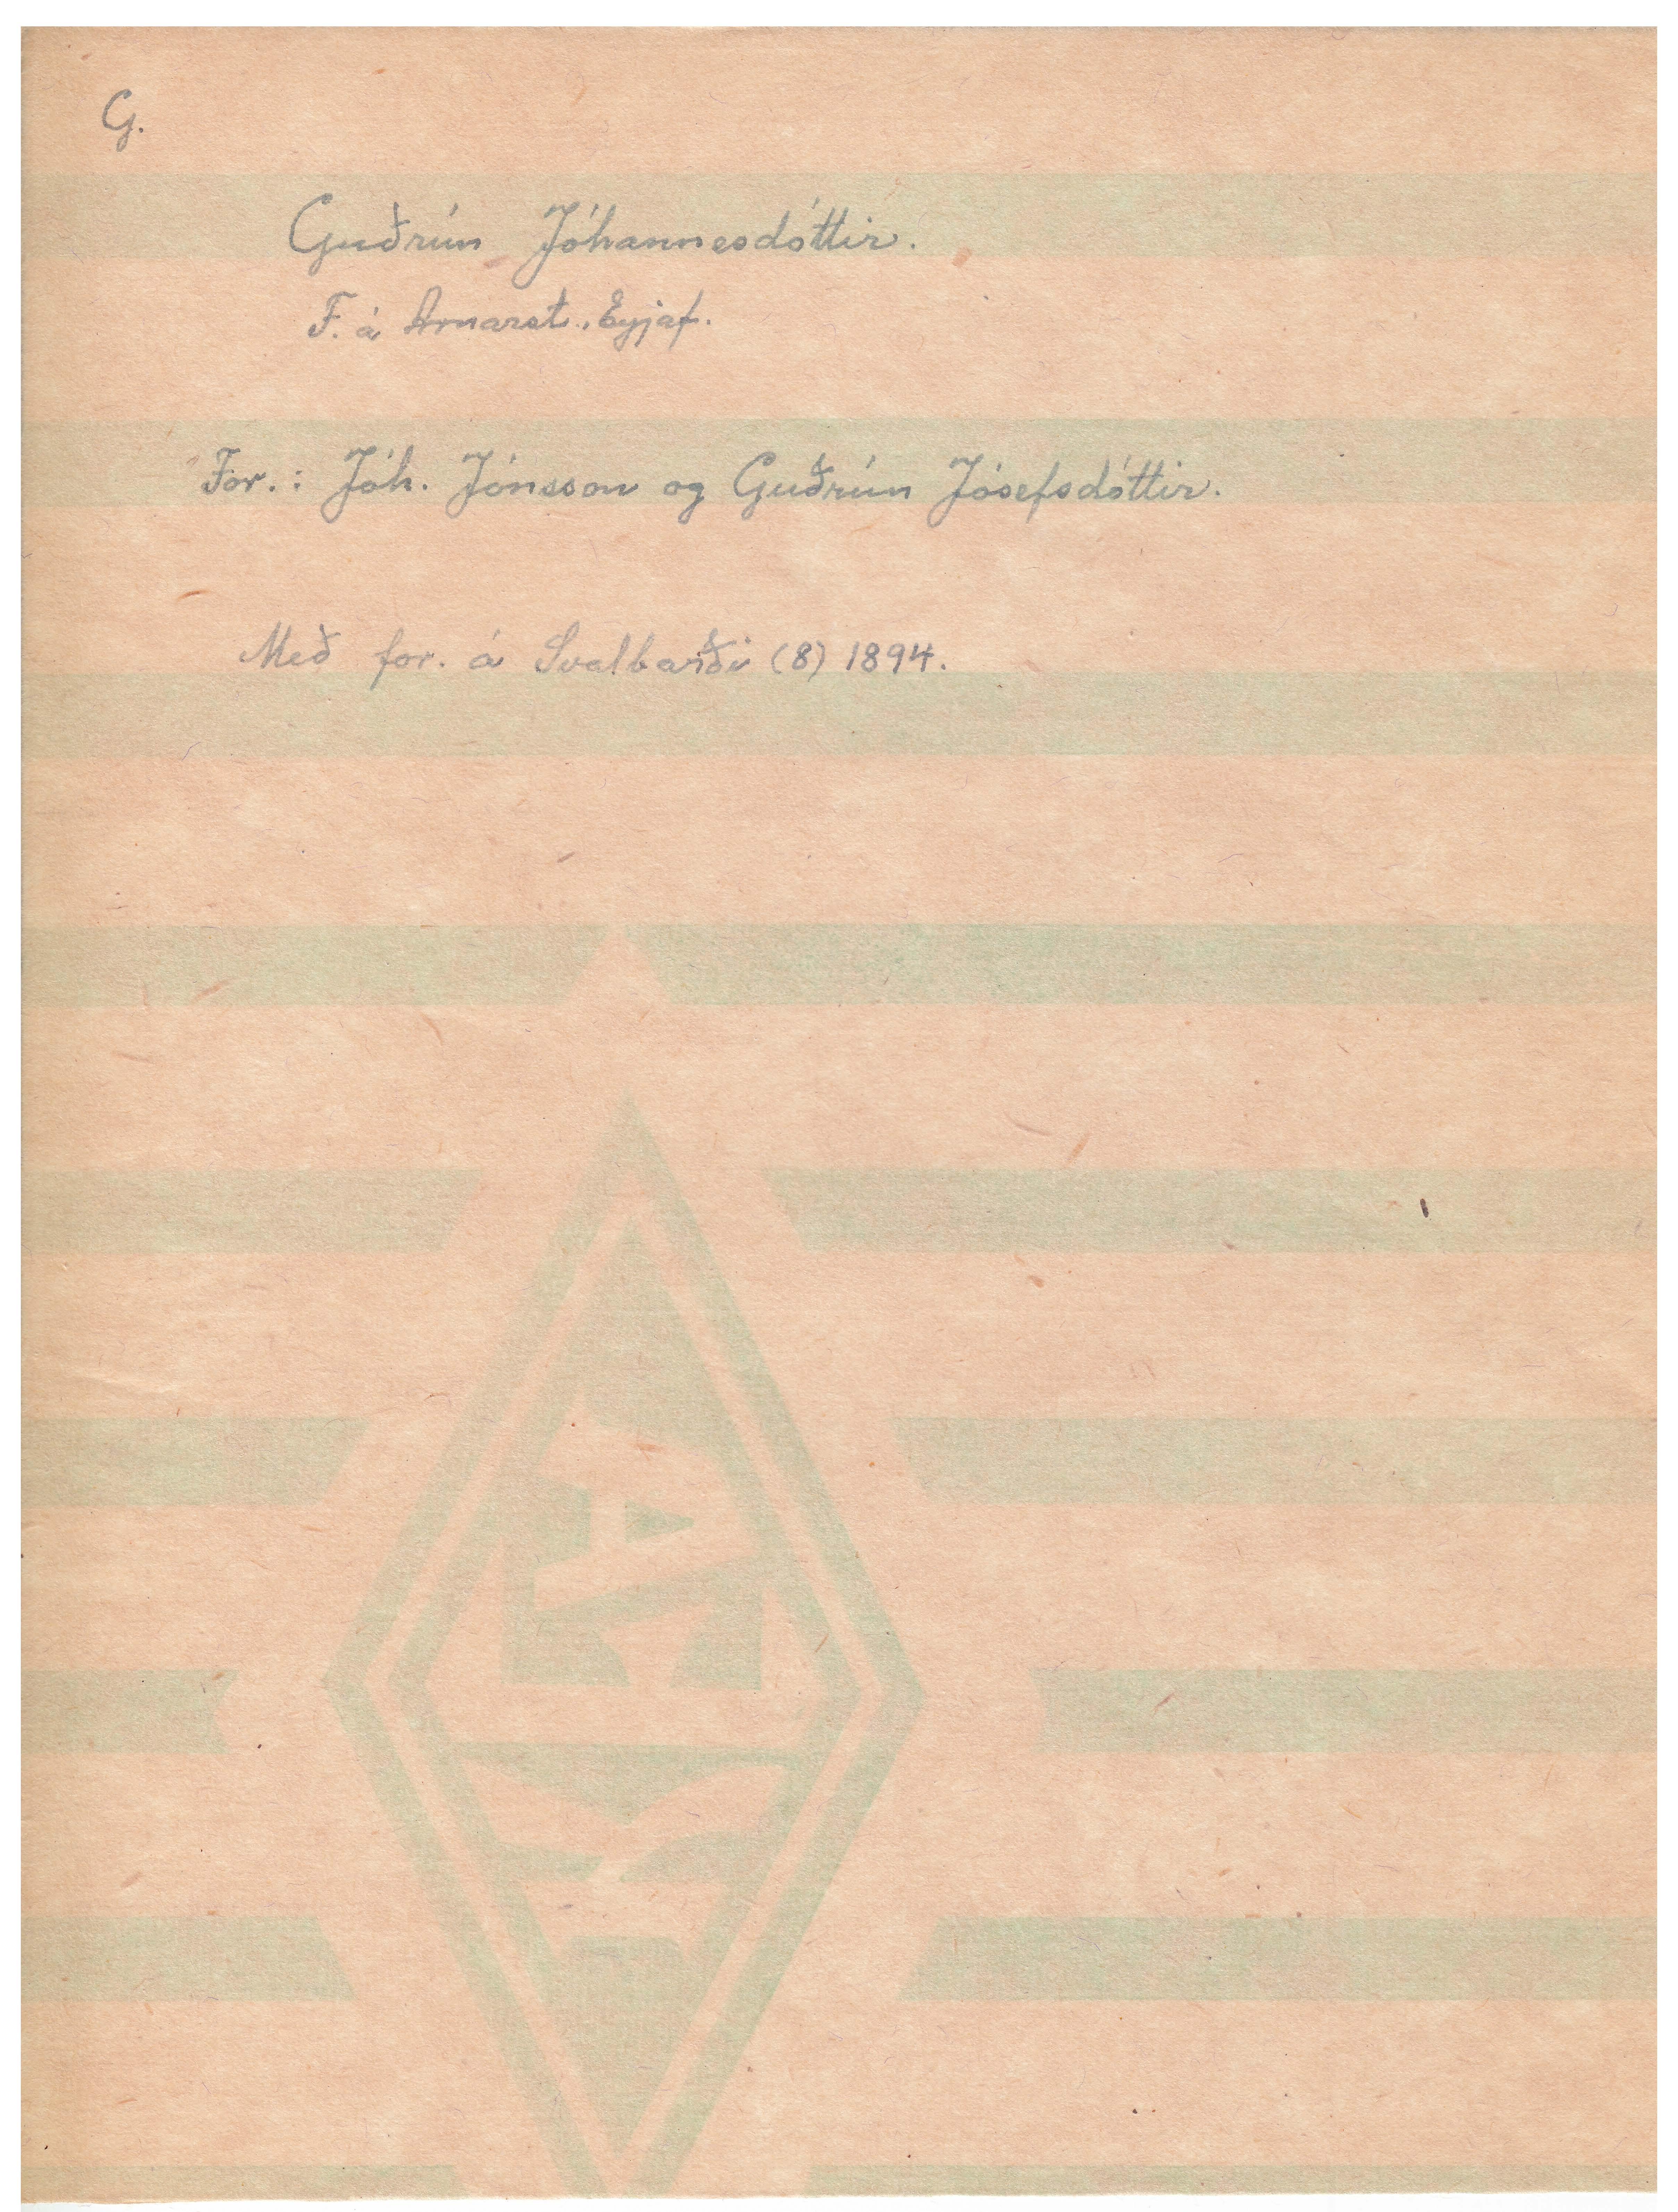 G.
Guðrún Jóhannesdóttir.
F. á Arnarst., Eyjaf.
For.: Jóh. Jónsson og Guðrún Jósefsdóttir.
Með for. á Svalbarði (8) 1894.